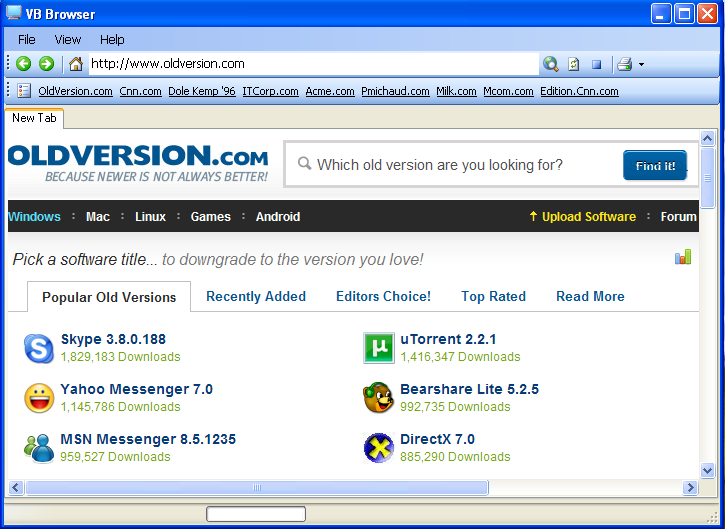 VB Browser
File View Help
http://www.oldversion.com
OldVersion.com Cnn.com Dole Kemp '96 ITCorp.com Acme.com Pmichaud.com Milk.com Mcom.com Edition.Cnn.com
New Tab
OLDVERSION.COM
BECAUSE NEWER IS NOT ALWAYS BETTER!
Which old version are you looking for? Find it!
Windows : Mac : Linux : Games : Android Upload Software : Forum
Pick a software title... to downgrade to the version you love!
Popular Old Versions Recently Added Editors Choice! Top Rated Read More
Skype 3.8.0.188
1,829,183 Downloads
uTorrent 2.2.1
1,416,347 Downloads
Yahoo Messenger 7.0
1,145,786 Downloads
Bearshare Lite 5.2.5
992,735 Downloads
MSN Messenger 8.5.1235
959,527 Downloads
DirectX 7.0
885,290 Downloads